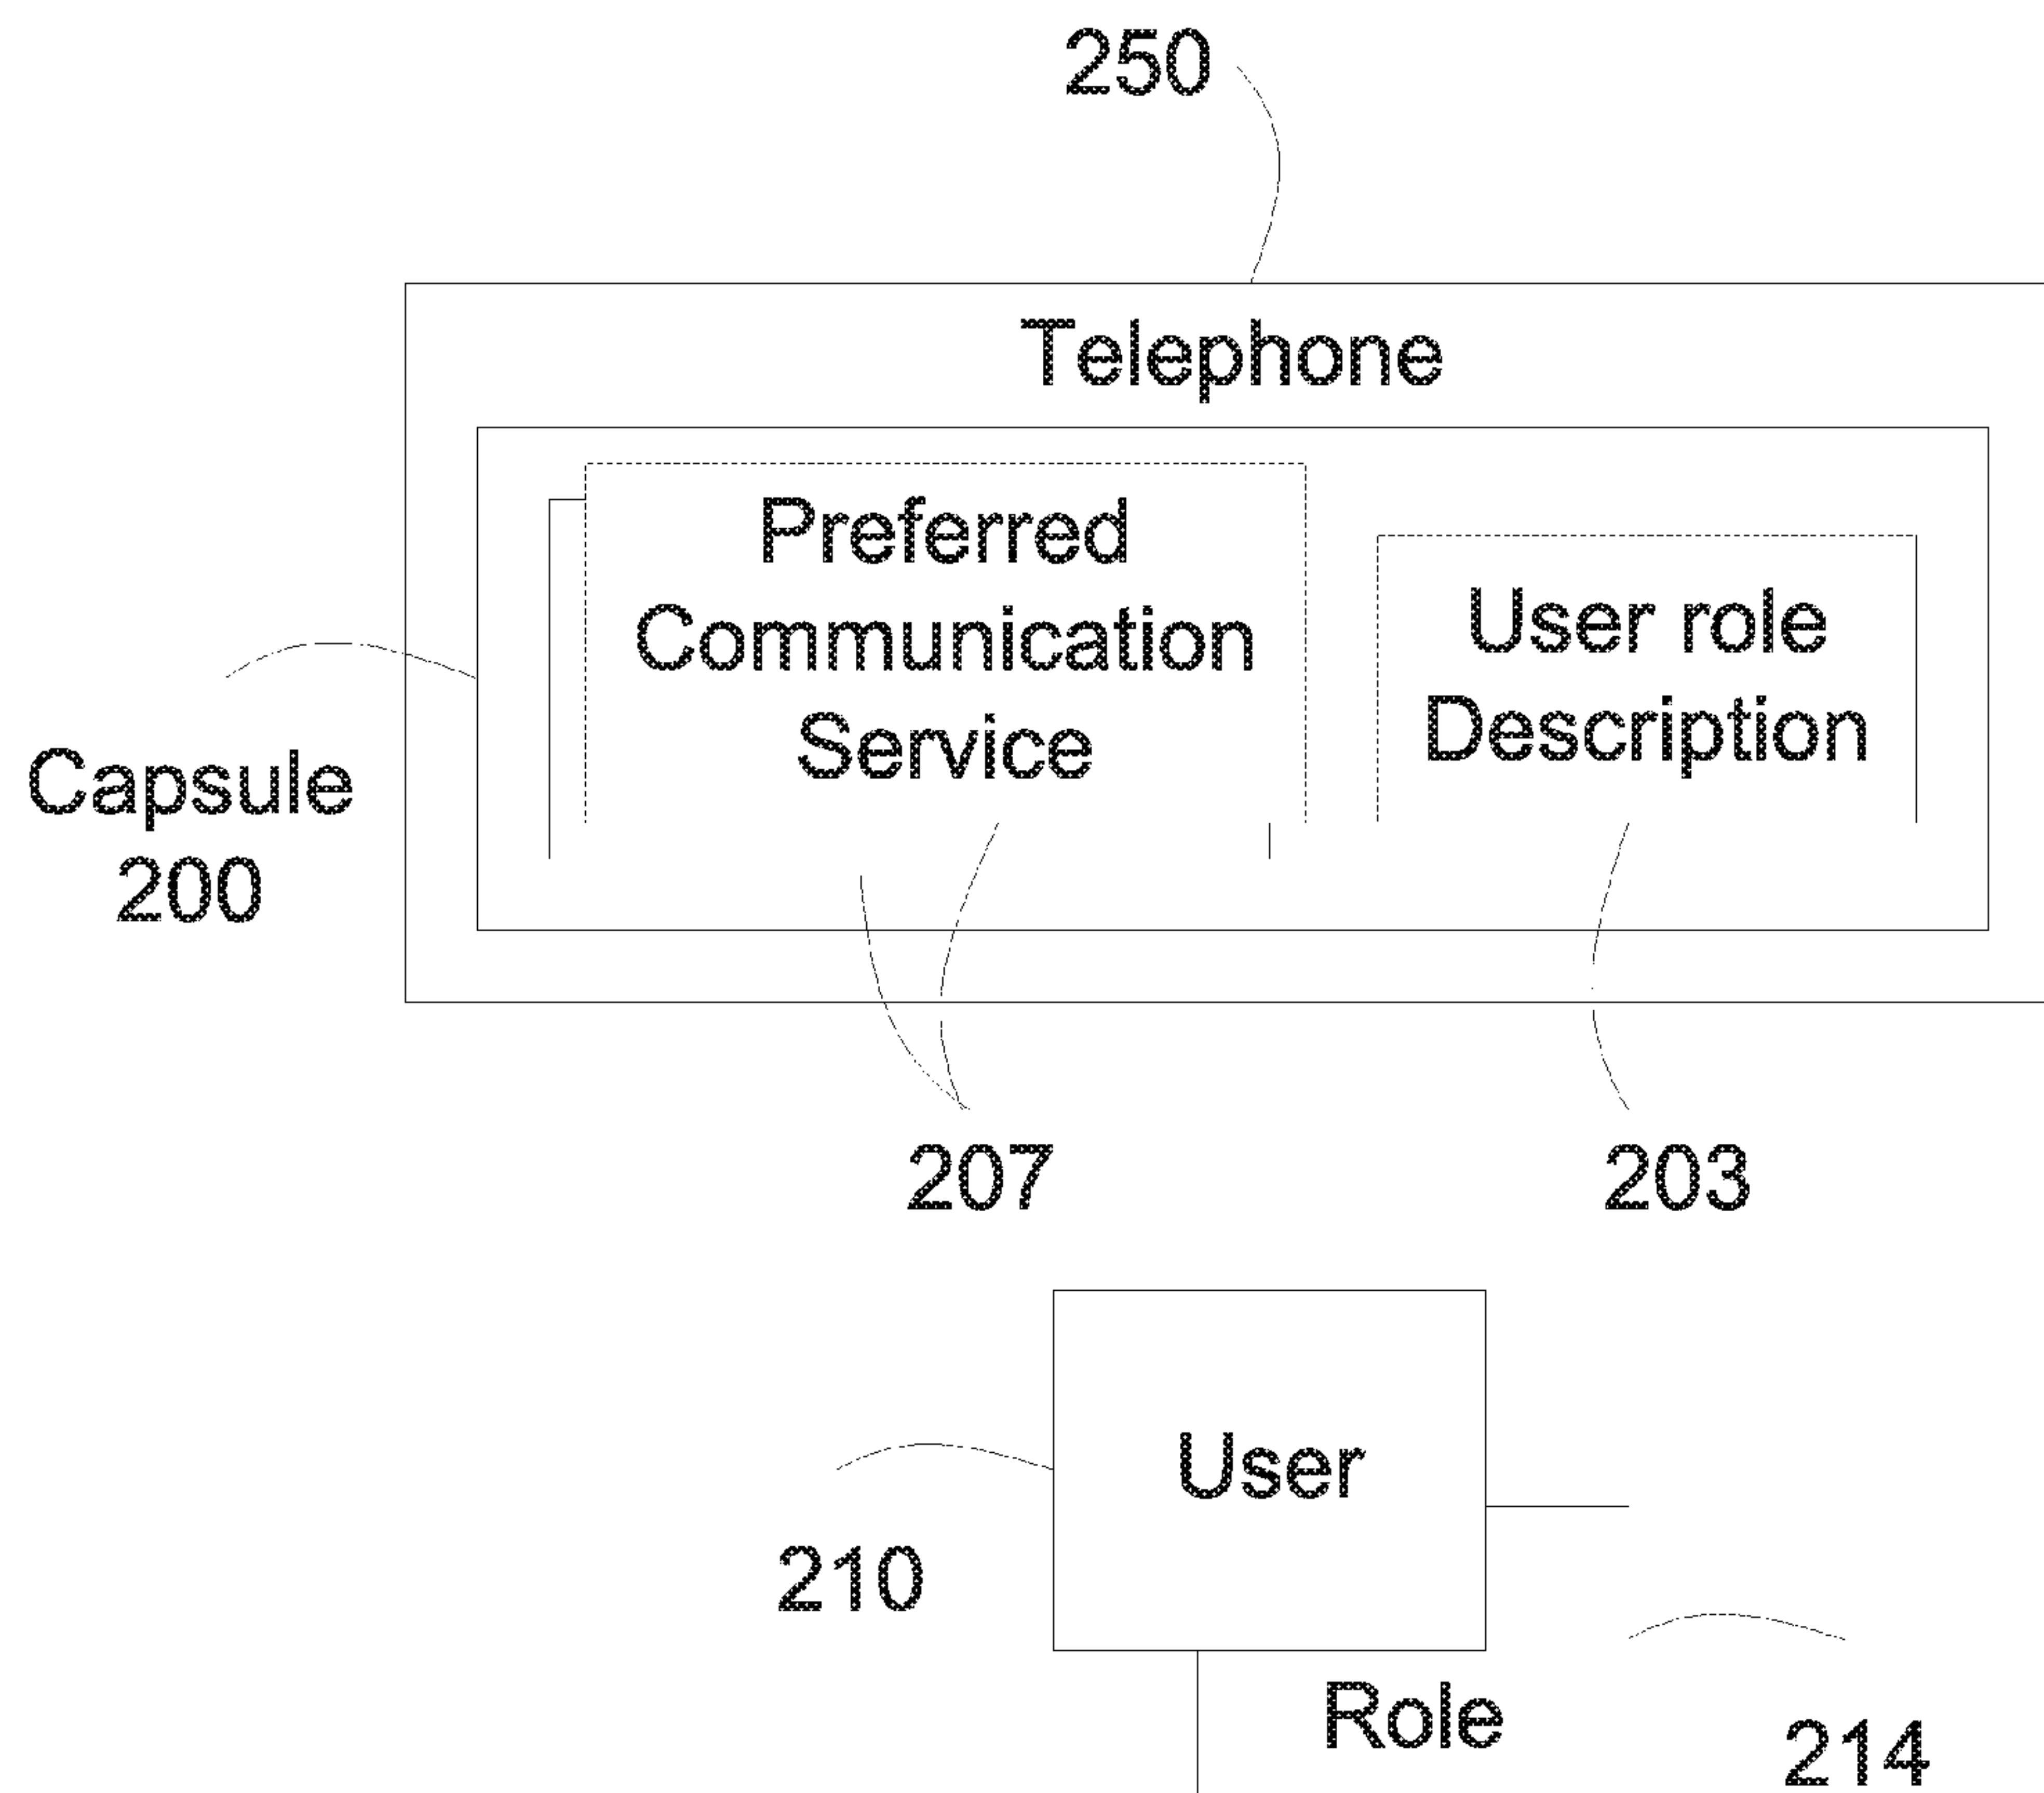 250
Telephone
Preferred
Communication
Service
User role
Description
Capsule
200
207
203
User
210
Role
214